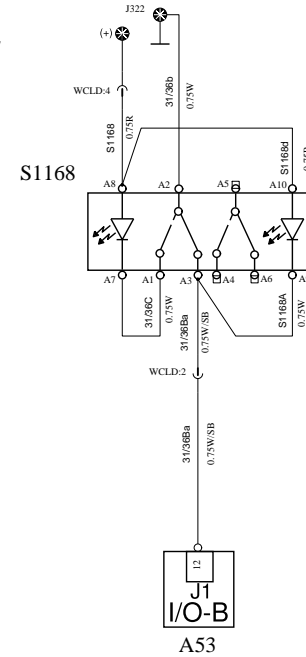 J322
(+)
WCLD:4
31/36b
0.75W
S1168
0.75R
S1168d
S1168
A8
A2
A5
A10
A7
A1
A3
A4
A6
31/36C
0.75W
31/36Ba
0.75W/SB
S1168A
0.75W
WCLD:2
31/36Ba
0.75W/SB
12
J1
I/O-B
A53